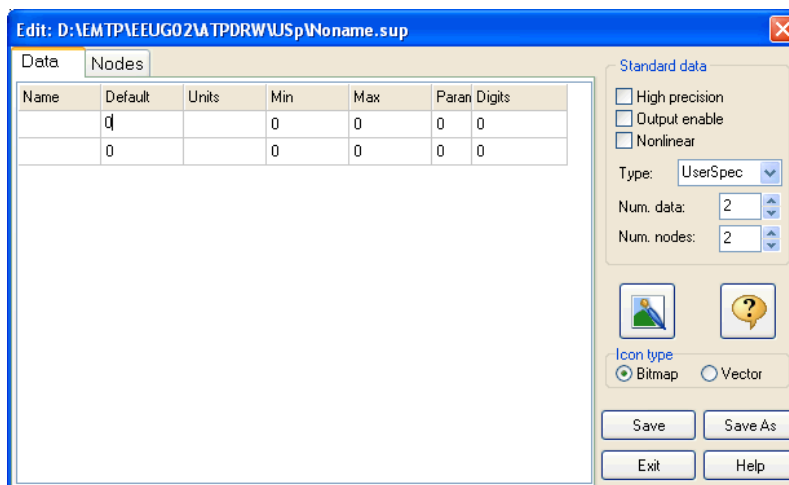 Edit: D:\EMTP\EEUG02\ATPDRW\USp\Noname.sup
Data Nodes
Name Default Units Min Max Param Digits
0 0 0 0 0
0 0 0 0 0
Standard data
High precision
Output enable
Nonlinear
Type: UserSpec
Num. data: 2
Num. nodes: 2
?
Icon type
Bitmap Vector
Save Save As
Exit Help